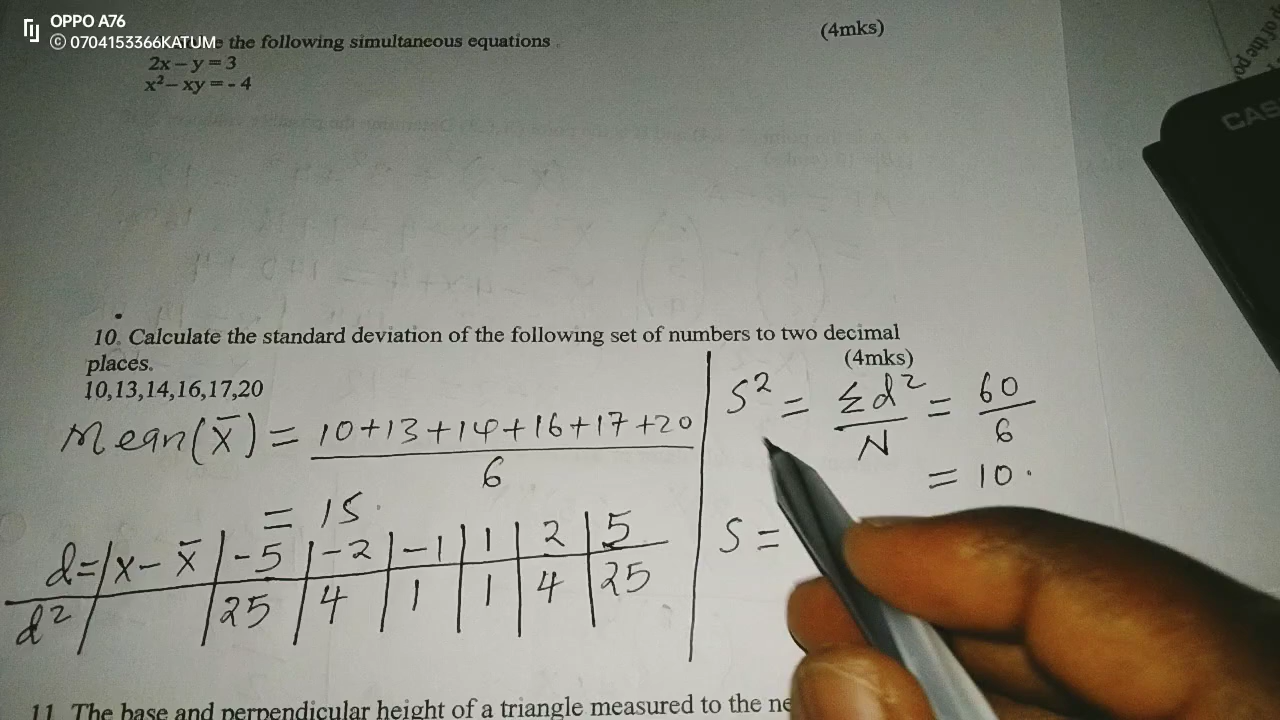 OPPO A76
© 0704153366KATUM
the following simultaneous equations (4mks)
2x – y = 3
x² – xy = - 4
CAS
10. Calculate the standard deviation of the following set of numbers to two decimal
places. (4mks)
10,13,14,16,17,20
Mean(x̄) = 10+13+14+16+17+20
6
= 15.
d=|x – x̄ | -5 | -2 | -1 | 1 | 2 | 5
d² | 25 | 4 | 1 | 1 | 4 | 25
S² = Σd² = 60
N 6
= 10.
S =
11. The base and perpendicular height of a triangle measured to the